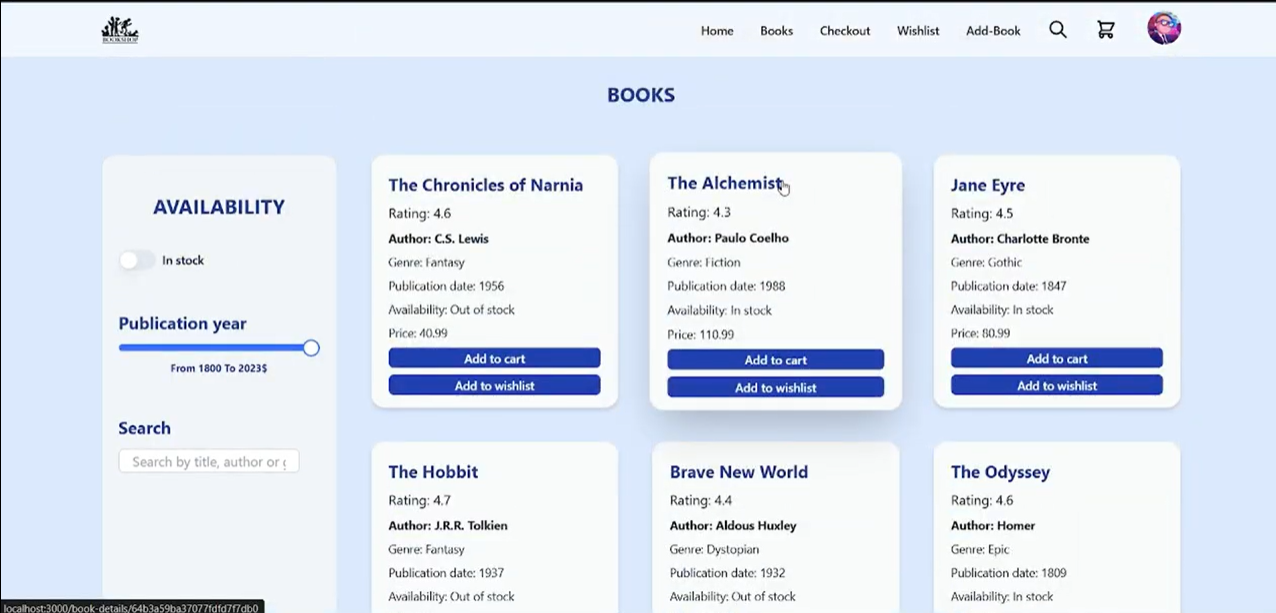 BOOKSHOP
Home Books Checkout Wishlist Add-Book
BOOKS
AVAILABILITY
In stock
Publication year
From 1800 To 2023$
Search
Search by title, author or g
The Chronicles of Narnia
Rating: 4.6
Author: C.S. Lewis
Genre: Fantasy
Publication date: 1956
Availability: Out of stock
Price: 40.99
Add to cart
Add to wishlist
The Alchemist
Rating: 4.3
Author: Paulo Coelho
Genre: Fiction
Publication date: 1988
Availability: In stock
Price: 110.99
Add to cart
Add to wishlist
Jane Eyre
Rating: 4.5
Author: Charlotte Bronte
Genre: Gothic
Publication date: 1847
Availability: In stock
Price: 80.99
Add to cart
Add to wishlist
The Hobbit
Rating: 4.7
Author: J.R.R. Tolkien
Genre: Fantasy
Publication date: 1937
Availability: Out of stock
Brave New World
Rating: 4.4
Author: Aldous Huxley
Genre: Dystopian
Publication date: 1932
Availability: Out of stock
The Odyssey
Rating: 4.6
Author: Homer
Genre: Epic
Publication date: 1809
Availability: In stock
localhost:3000/book-details/64b3a59ba37077fdfd7f7db0